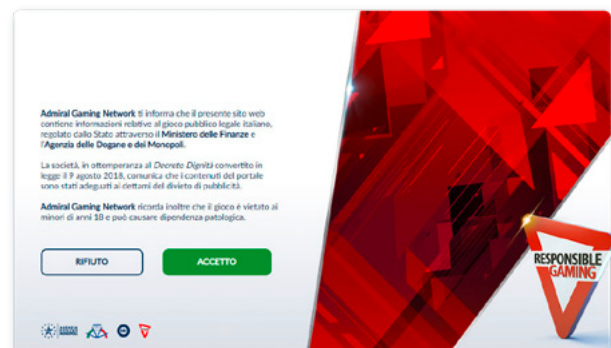 Admiral Gaming Network ti informa che il presente sito web
contiene informazioni relative al gioco pubblico legale italiano,
regolato dallo Stato attraverso il Ministero delle Finanze e
l'Agenzia delle Dogane e dei Monopoli.
La società, in ottemperanza al Decreto Dignità convertito in
legge il 9 agosto 2018, comunica che i contenuti del portale
sono stati adeguati ai dettami del divieto di pubblicità.
Admiral Gaming Network ricorda inoltre che il gioco è vietato ai
minori di anni 18 e può causare dipendenza patologica.
RIFIUTO
ACCETTO
RESPONSIBLE
GAMING